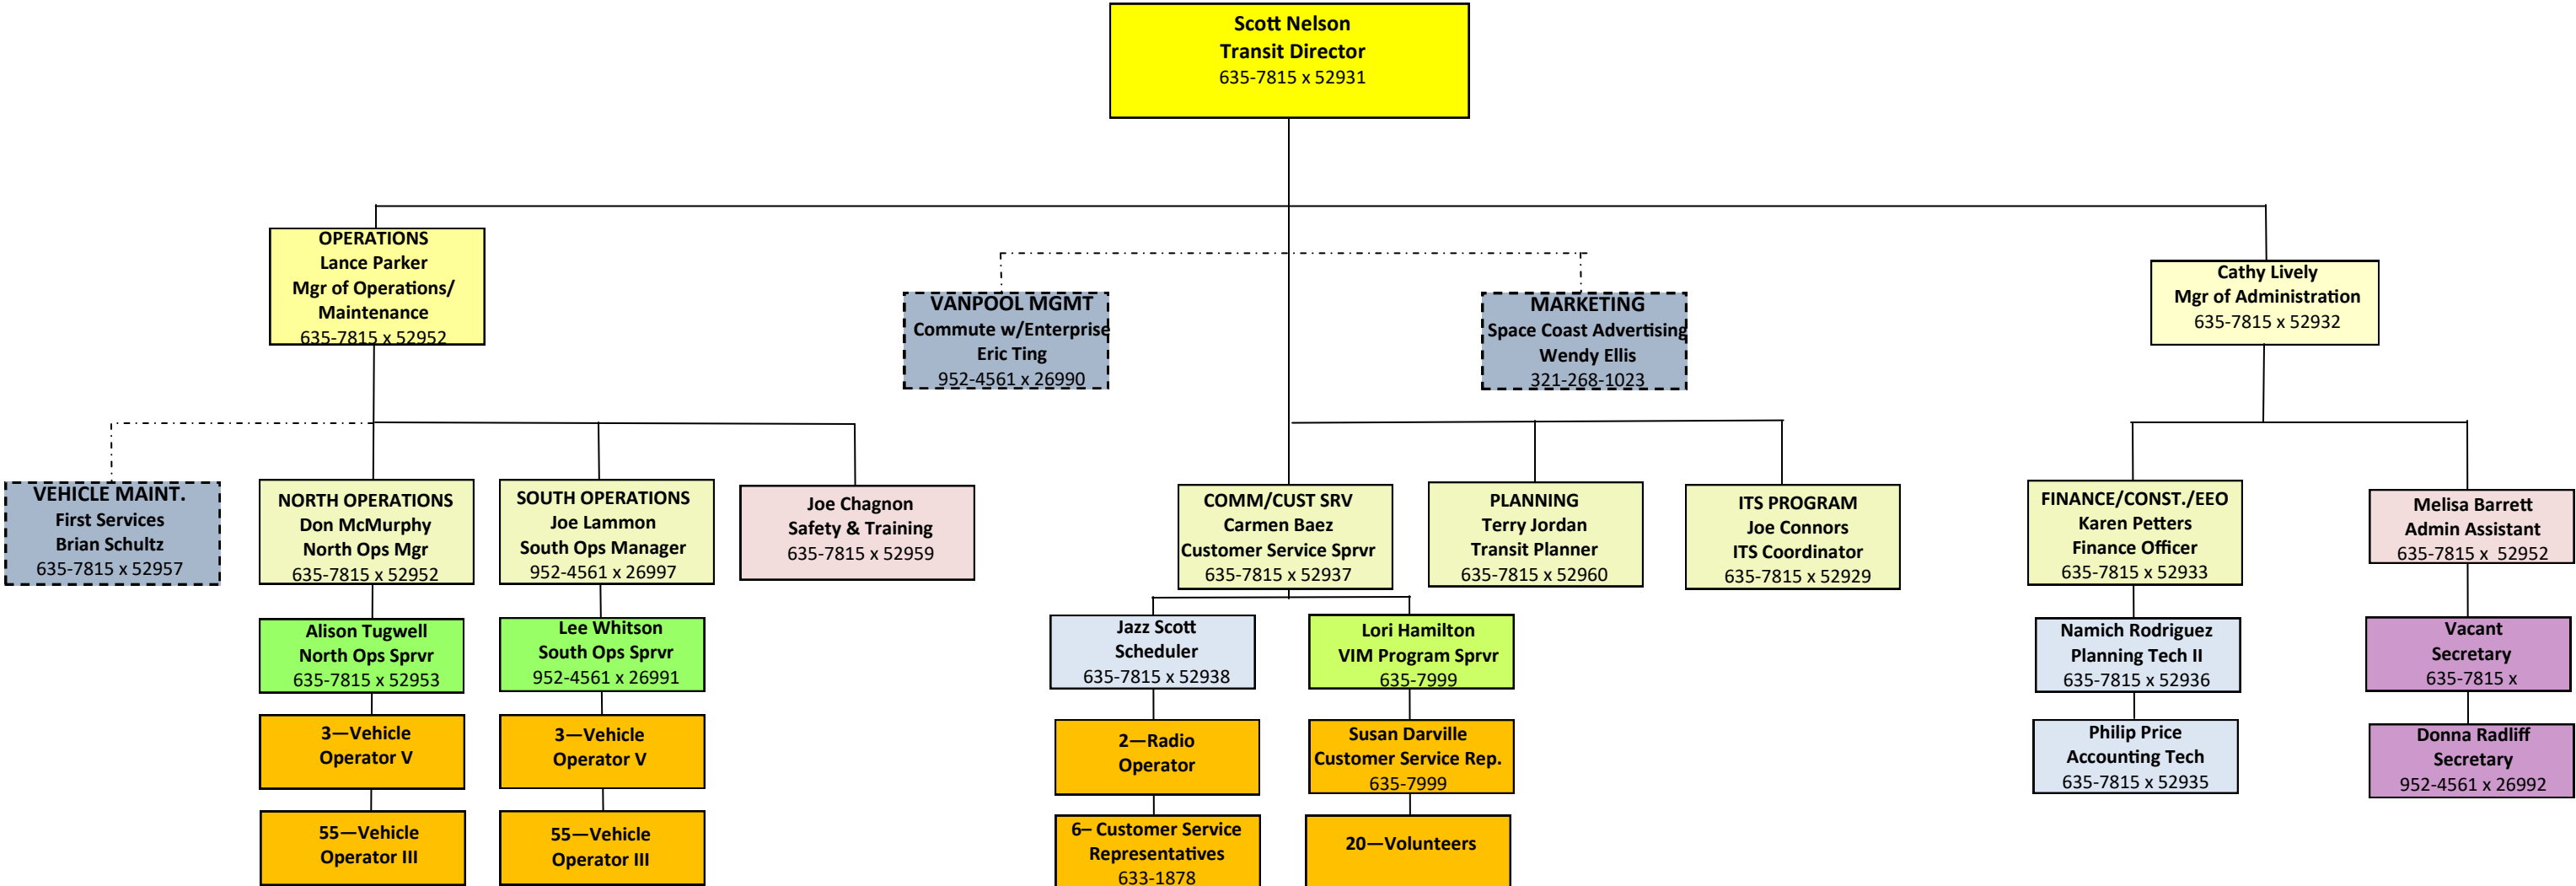 Scott Nelson
Transit Director
635-7815 x 52931
OPERATIONS
Lance Parker
Mgr of Operations/
Maintenance
635-7815 x 52952
VANPOOL MGMT
Commute w/Enterprise
Eric Ting
952-4561 x 26990
MARKETING
Space Coast Advertising
Wendy Ellis
321-268-1023
Cathy Lively
Mgr of Administration
635-7815 x 52932
VEHICLE MAINT.
First Services
Brian Schultz
635-7815 x 52957
NORTH OPERATIONS
Don McMurphy
North Ops Mgr
635-7815 x 52952
SOUTH OPERATIONS
Joe Lammon
South Ops Manager
952-4561 x 26997
Joe Chagnon
Safety & Training
635-7815 x 52959
COMM/CUST SRV
Carmen Baez
Customer Service Sprvr
635-7815 x 52937
PLANNING
Terry Jordan
Transit Planner
635-7815 x 52960
ITS PROGRAM
Joe Connors
ITS Coordinator
635-7815 x 52929
FINANCE/CONST./EEO
Karen Petters
Finance Officer
635-7815 x 52933
Melisa Barrett
Admin Assistant
635-7815 x  52952
Alison Tugwell
North Ops Sprvr
635-7815 x 52953
Lee Whitson
South Ops Sprvr
952-4561 x 26991
Jazz Scott
Scheduler
635-7815 x 52938
Lori Hamilton
VIM Program Sprvr
635-7999
Namich Rodriguez
Planning Tech II
635-7815 x 52936
Vacant
Secretary
635-7815 x
3—Vehicle
Operator V
3—Vehicle
Operator V
2—Radio
Operator
Susan Darville
Customer Service Rep.
635-7999
Philip Price
Accounting Tech
635-7815 x 52935
Donna Radliff
Secretary
952-4561 x 26992
55—Vehicle
Operator III
55—Vehicle
Operator III
6– Customer Service
Representatives
633-1878
20—Volunteers